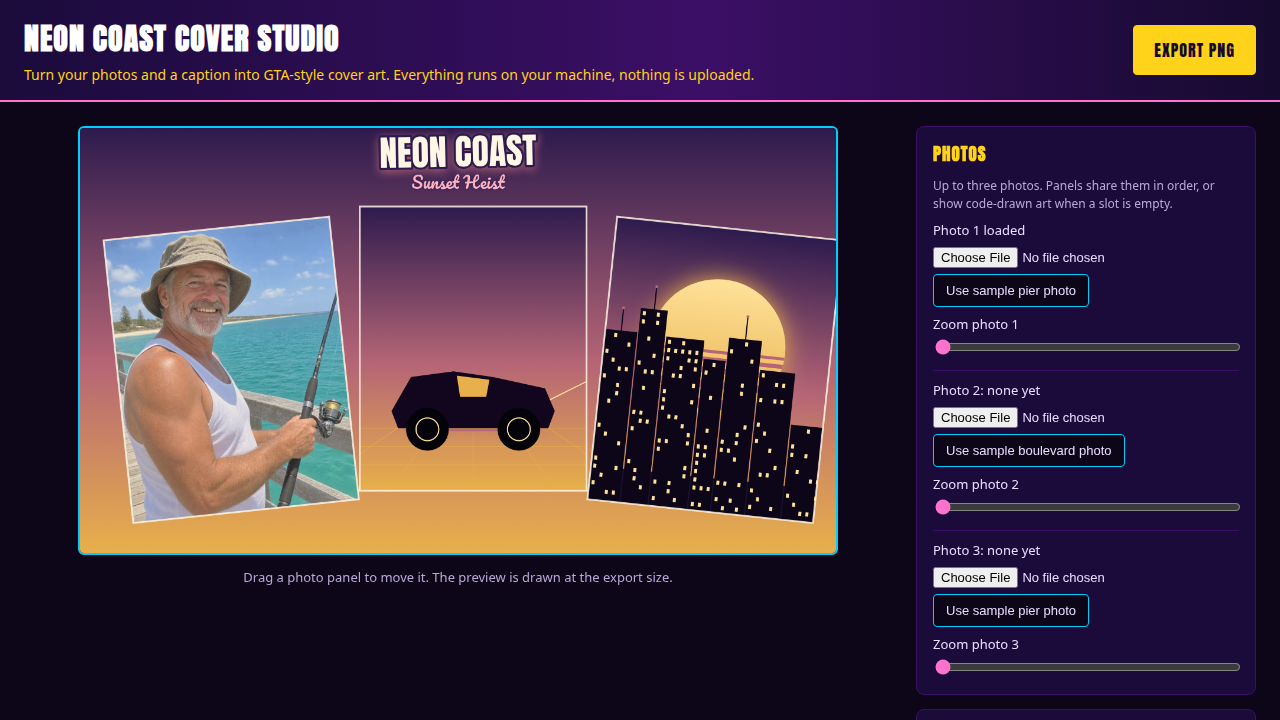 NEON COAST COVER STUDIO
Turn your photos and a caption into GTA-style cover art. Everything runs on your machine, nothing is uploaded.
EXPORT PNG
NEON COAST
Sunset Heist
Drag a photo panel to move it. The preview is drawn at the export size.
PHOTOS
Up to three photos. Panels share them in order, or
show code-drawn art when a slot is empty.
Photo 1 loaded
Choose File No file chosen
Use sample pier photo
Zoom photo 1
Photo 2: none yet
Choose File No file chosen
Use sample boulevard photo
Zoom photo 2
Photo 3: none yet
Choose File No file chosen
Use sample pier photo
Zoom photo 3